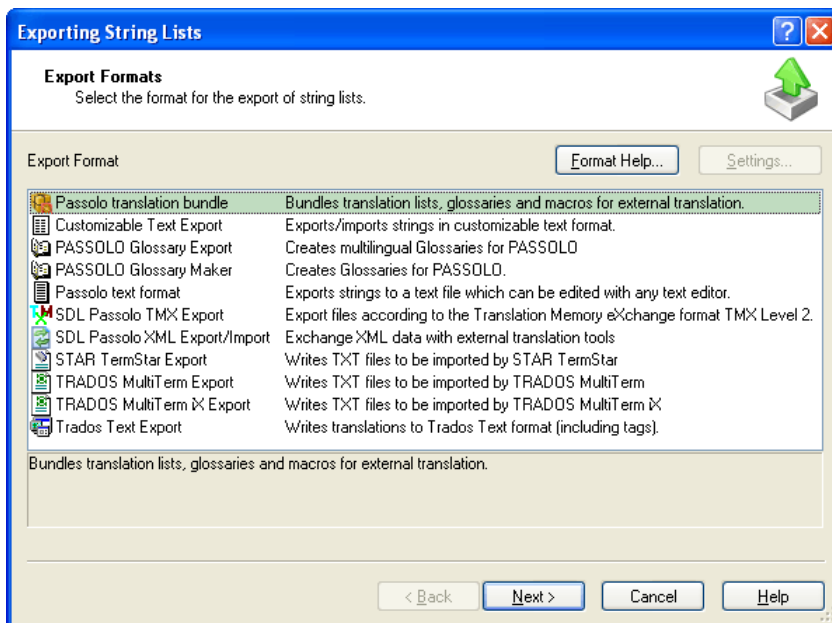 Exporting String Lists
Export Formats
Select the format for the export of string lists.
Export Format
Format Help...
Settings...
Passolo translation bundle Bundles translation lists, glossaries and macros for external translation.
Customizable Text Export Exports/imports strings in customizable text format.
PASSOLO Glossary Export Creates multilingual Glossaries for PASSOLO
PASSOLO Glossary Maker Creates Glossaries for PASSOLO.
Passolo text format Exports strings to a text file which can be edited with any text editor.
SDL Passolo TMX Export Export files according to the Translation Memory eXchange format TMX Level 2.
SDL Passolo XML Export/Import Exchange XML data with external translation tools
STAR TermStar Export Writes TXT files to be imported by STAR TermStar
TRADOS MultiTerm Export Writes TXT files to be imported by TRADOS MultiTerm
TRADOS MultiTerm iX Export Writes TXT files to be imported by TRADOS MultiTerm iX
Trados Text Export Writes translations to Trados Text format (including tags).
Bundles translation lists, glossaries and macros for external translation.
< Back
Next >
Cancel
Help